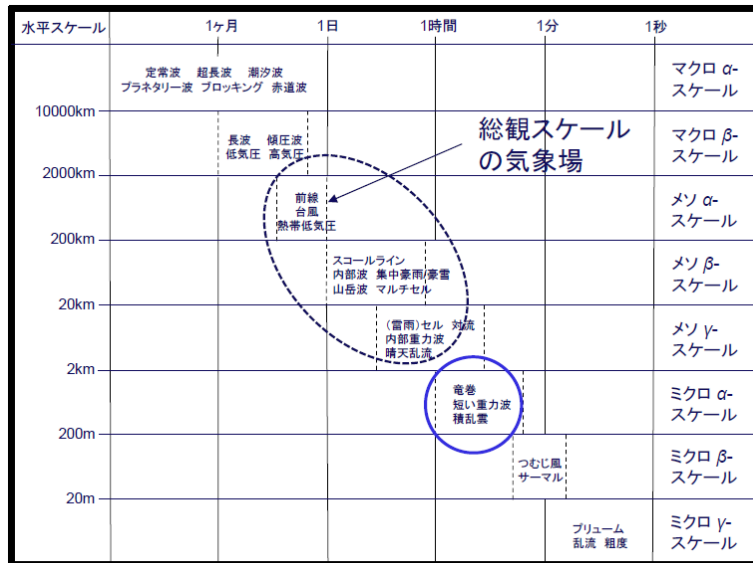 水平スケール 1ヶ月 1日 1時間 1分 1秒
定常波 超長波 潮汐波
プラネタリー波 ブロッキング 赤道波
マクロ α-
スケール
10000km
長波 傾圧波
低気圧 高気圧
総観スケール
の気象場
マクロ β-
スケール
2000km
前線
台風
熱帯低気圧
メソ α-
スケール
200km
スコールライン
内部波 集中豪雨/豪雪
山岳波 マルチセル
メソ β-
スケール
20km
(雷雨)セル 対流
内部重力波
晴天乱流
メソ γ-
スケール
2km
竜巻
短い重力波
積乱雲
ミクロ α-
スケール
200m
つむじ風
サーマル
ミクロ β-
スケール
20m
プリューム
乱流 粗度
ミクロ γ-
スケール